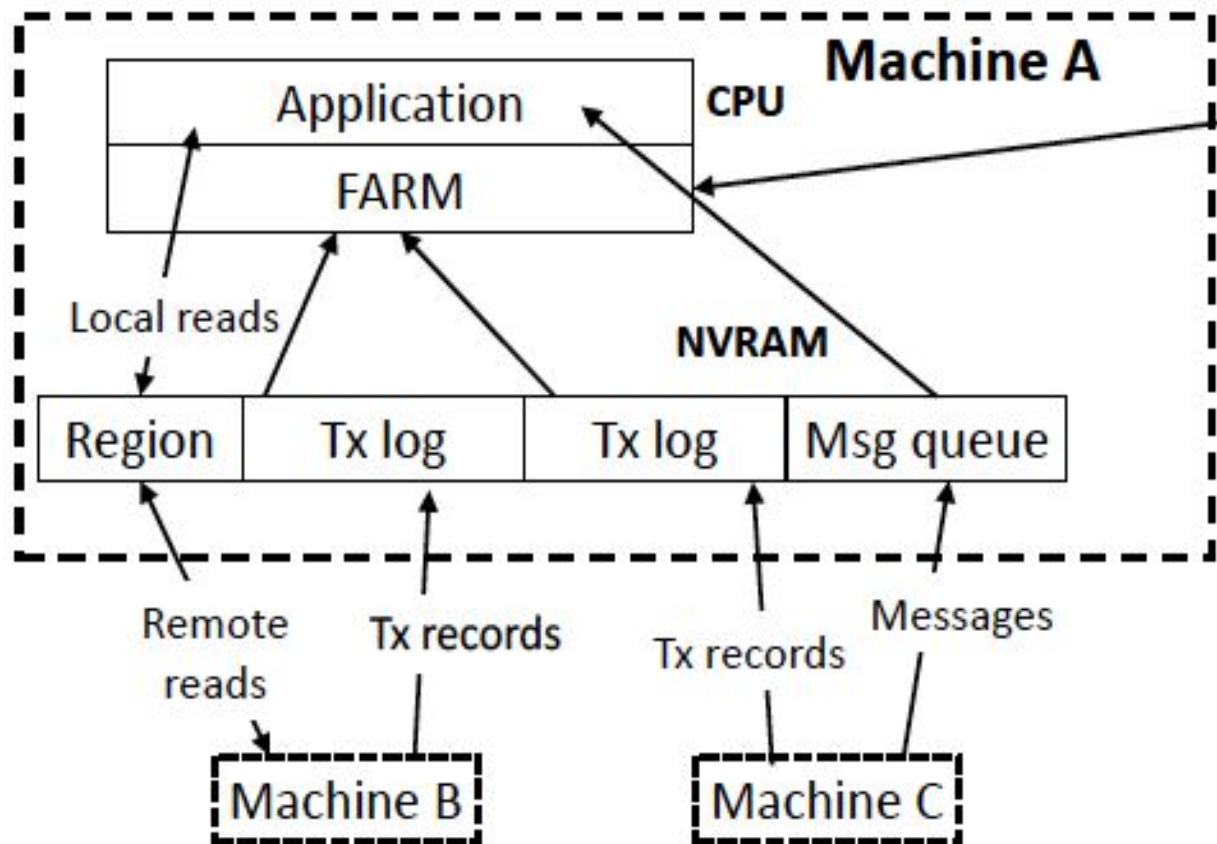 Machine A
Application
CPU
FARM
Local reads
NVRAM
Region
Tx log
Tx log
Msg queue
Remote
reads
Tx records
Tx records
Messages
Machine B
Machine C